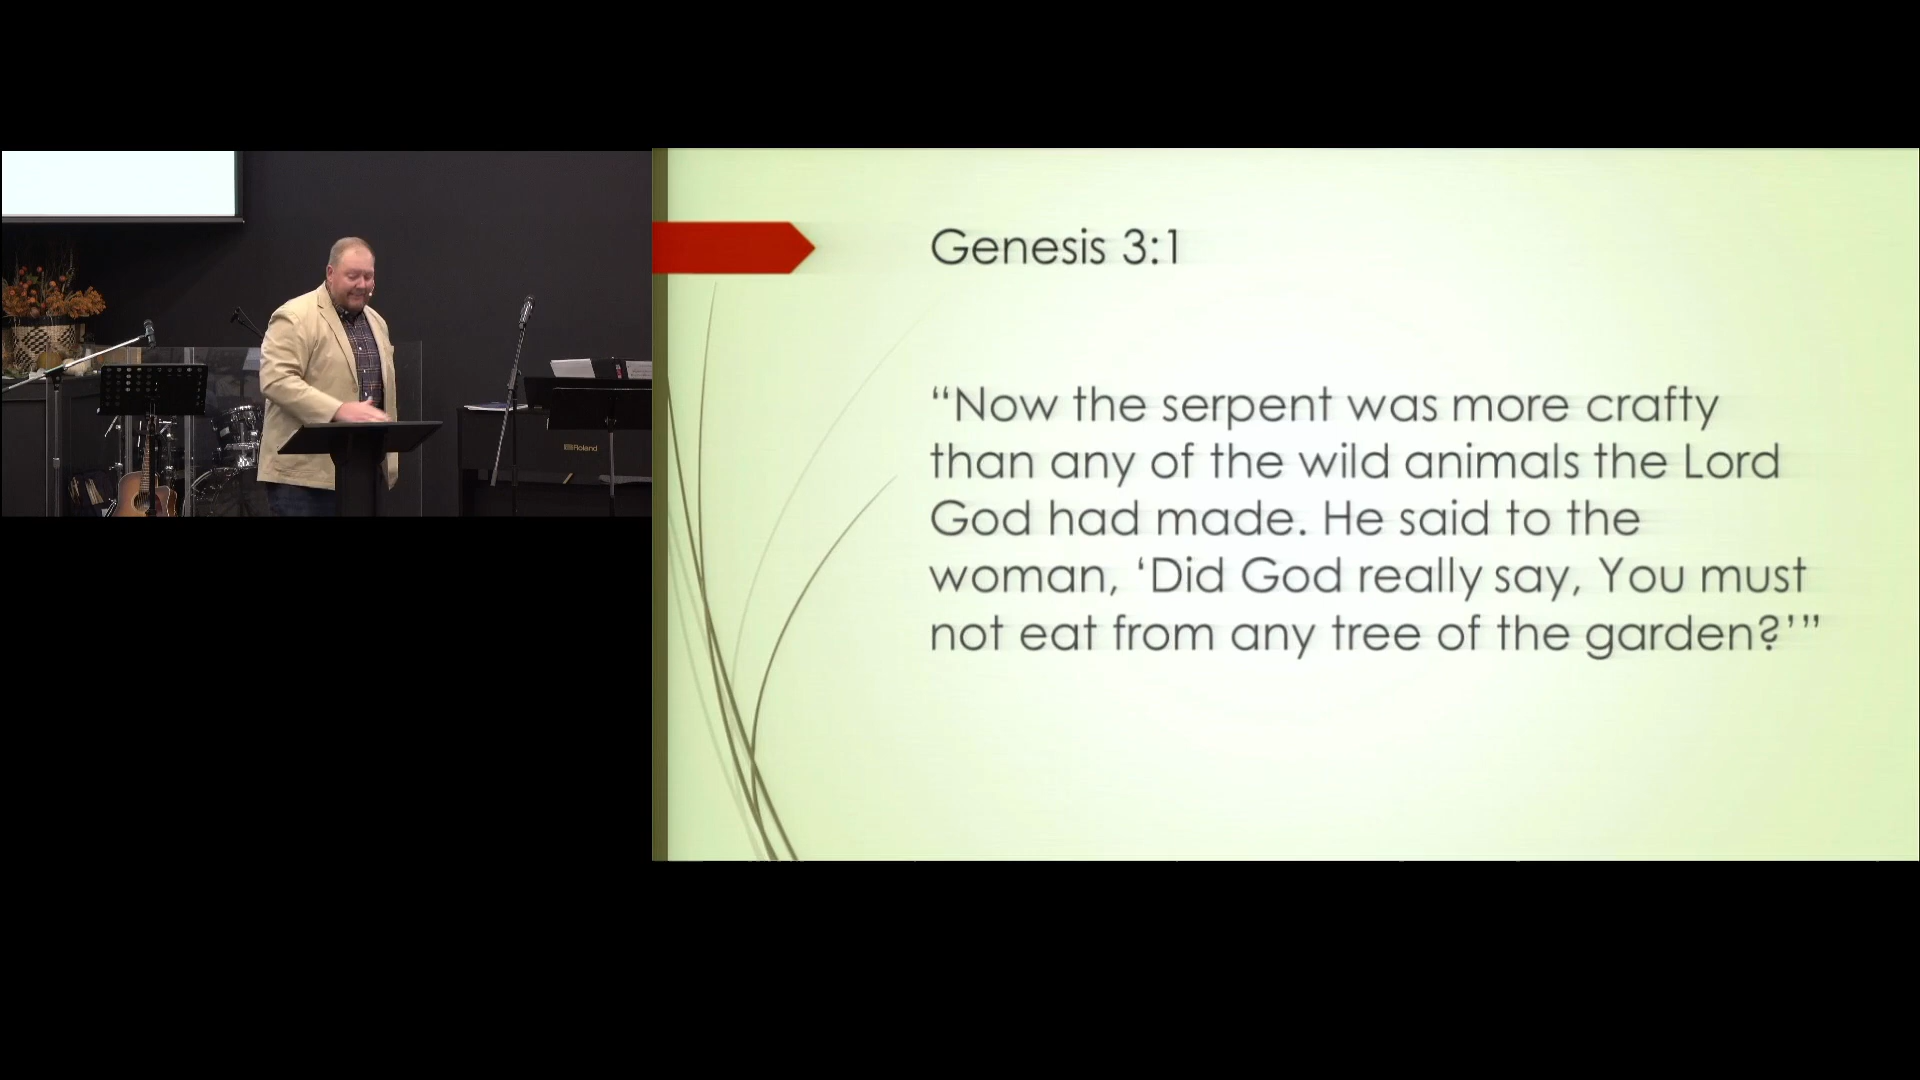 Genesis 3:1
“Now the serpent was more crafty
than any of the wild animals the Lord
God had made. He said to the
woman, ‘Did God really say, You must
not eat from any tree of the garden?’”
Roland